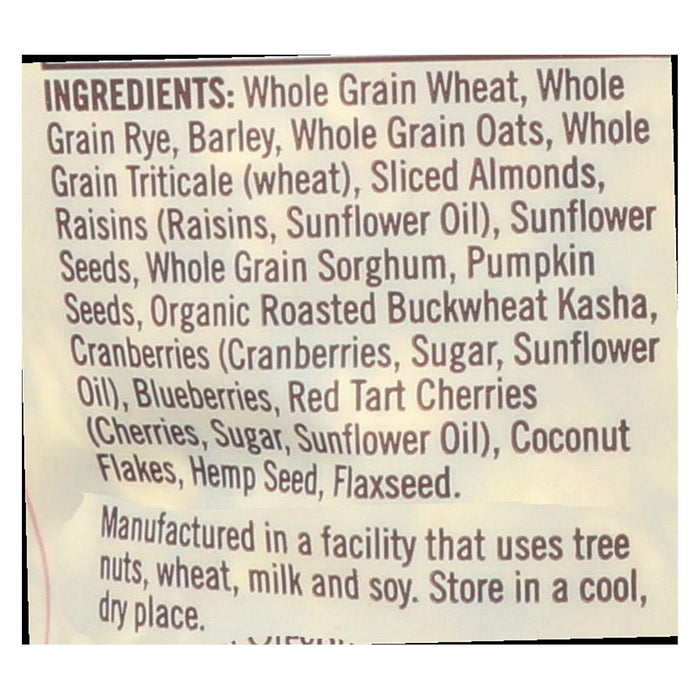 INGREDIENTS: Whole Grain Wheat, Whole
Grain Rye, Barley, Whole Grain Oats, Whole
Grain Triticale (wheat), Sliced Almonds,
Raisins (Raisins, Sunflower Oil), Sunflower
Seeds, Whole Grain Sorghum, Pumpkin
Seeds, Organic Roasted Buckwheat Kasha,
Cranberries (Cranberries, Sugar, Sunflower
Oil), Blueberries, Red Tart Cherries
(Cherries, Sugar, Sunflower Oil), Coconut
Flakes, Hemp Seed, Flaxseed.
Manufactured in a facility that uses tree
nuts, wheat, milk and soy. Store in a cool,
dry place.